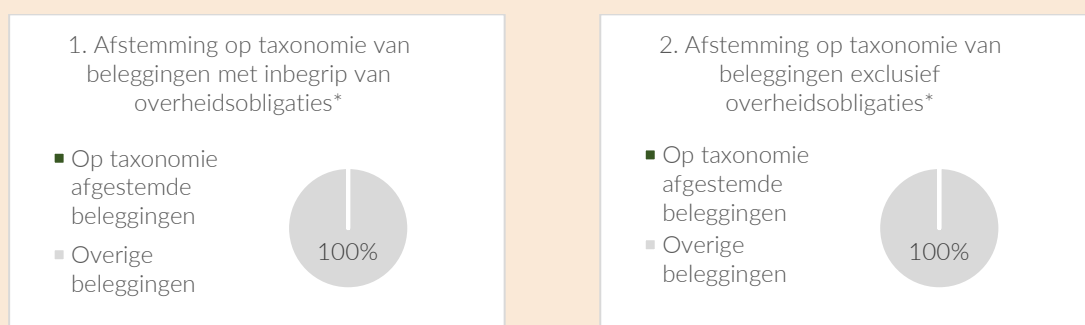 1. Afstemming op taxonomie van
beleggingen met inbegrip van
overheidsobligaties*
Op taxonomie
afgestemde
beleggingen
Overige
beleggingen
100%
2. Afstemming op taxonomie van
beleggingen exclusief
overheidsobligaties*
Op taxonomie
afgestemde
beleggingen
Overige
beleggingen
100%